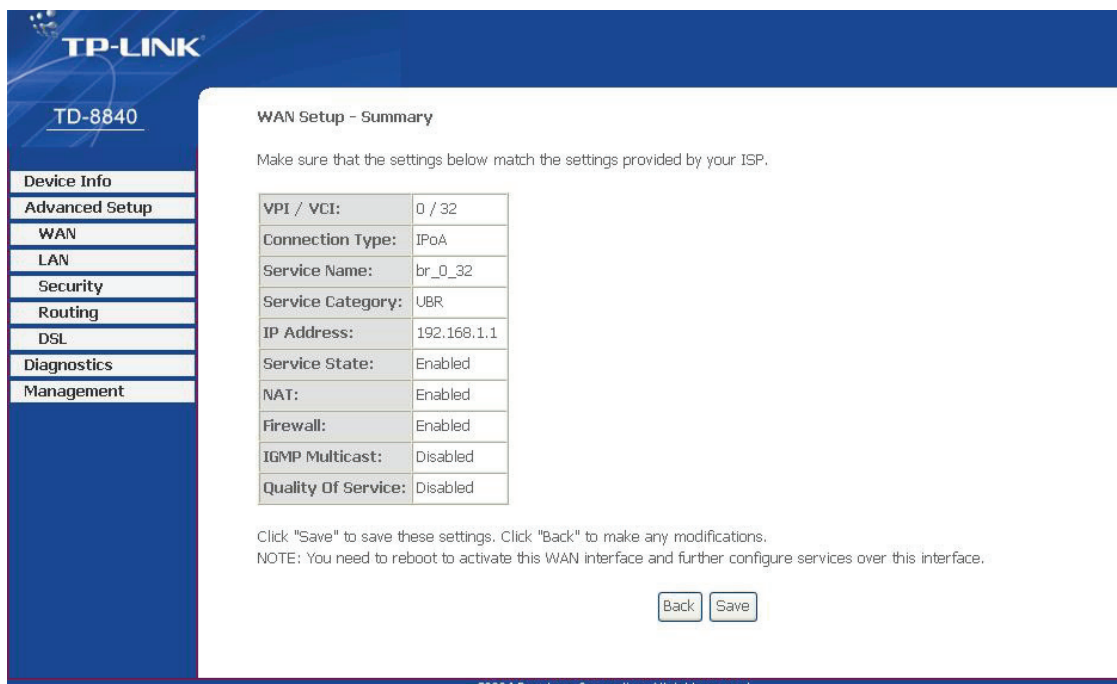 TP-LINK
TD-8840
Device Info
Advanced Setup
WAN
LAN
Security
Routing
DSL
Diagnostics
Management
WAN Setup - Summary
Make sure that the settings below match the settings provided by your ISP.
VPI / VCI: 0 / 32
Connection Type: IPoA
Service Name: br_0_32
Service Category: UBR
IP Address: 192.168.1.1
Service State: Enabled
NAT: Enabled
Firewall: Enabled
IGMP Multicast: Disabled
Quality Of Service: Disabled
Click "Save" to save these settings. Click "Back" to make any modifications.
NOTE: You need to reboot to activate this WAN interface and further configure services over this interface.
Back Save